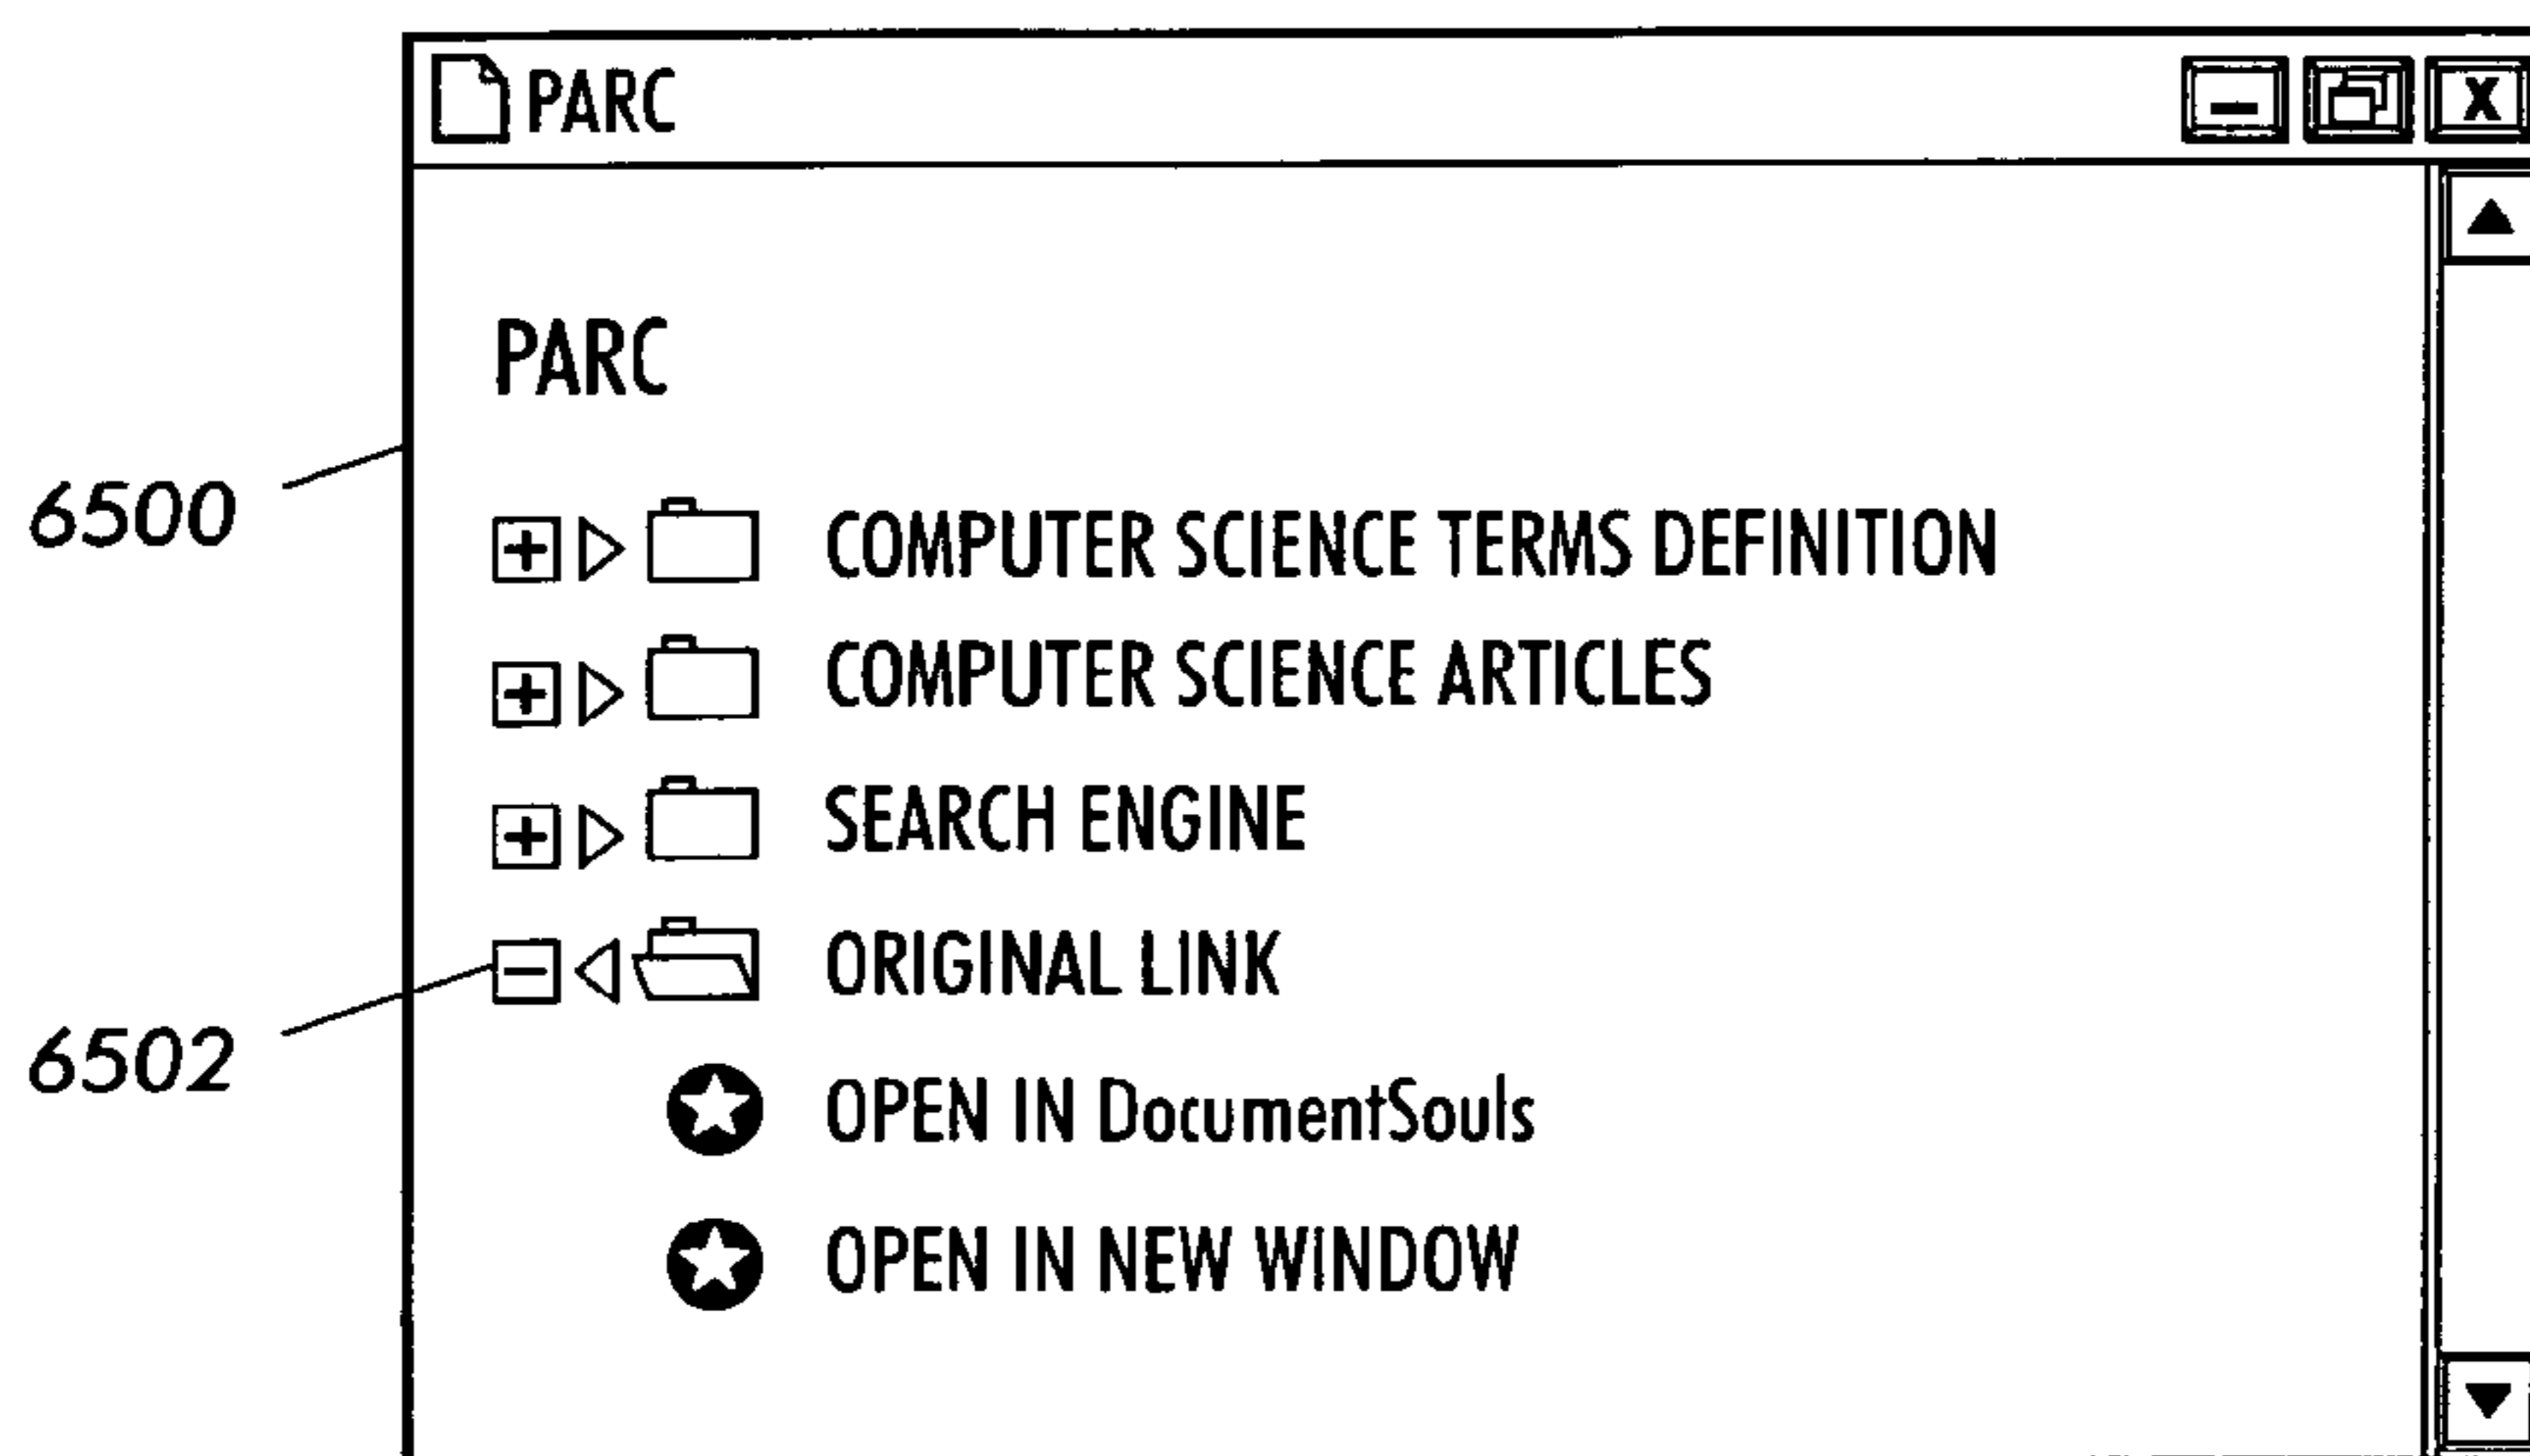 PARC
PARC
6500
COMPUTER SCIENCE TERMS DEFINITION
COMPUTER SCIENCE ARTICLES
SEARCH ENGINE
ORIGINAL LINK
6502
OPEN IN DocumentSouls
OPEN IN NEW WINDOW